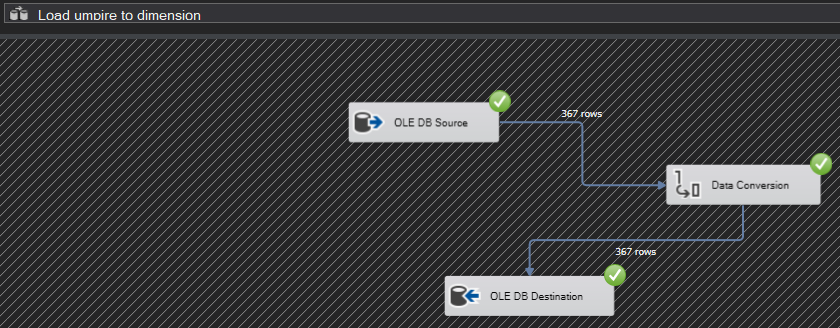 Load umpire to dimension
OLE DB Source
367 rows
Data Conversion
367 rows
OLE DB Destination